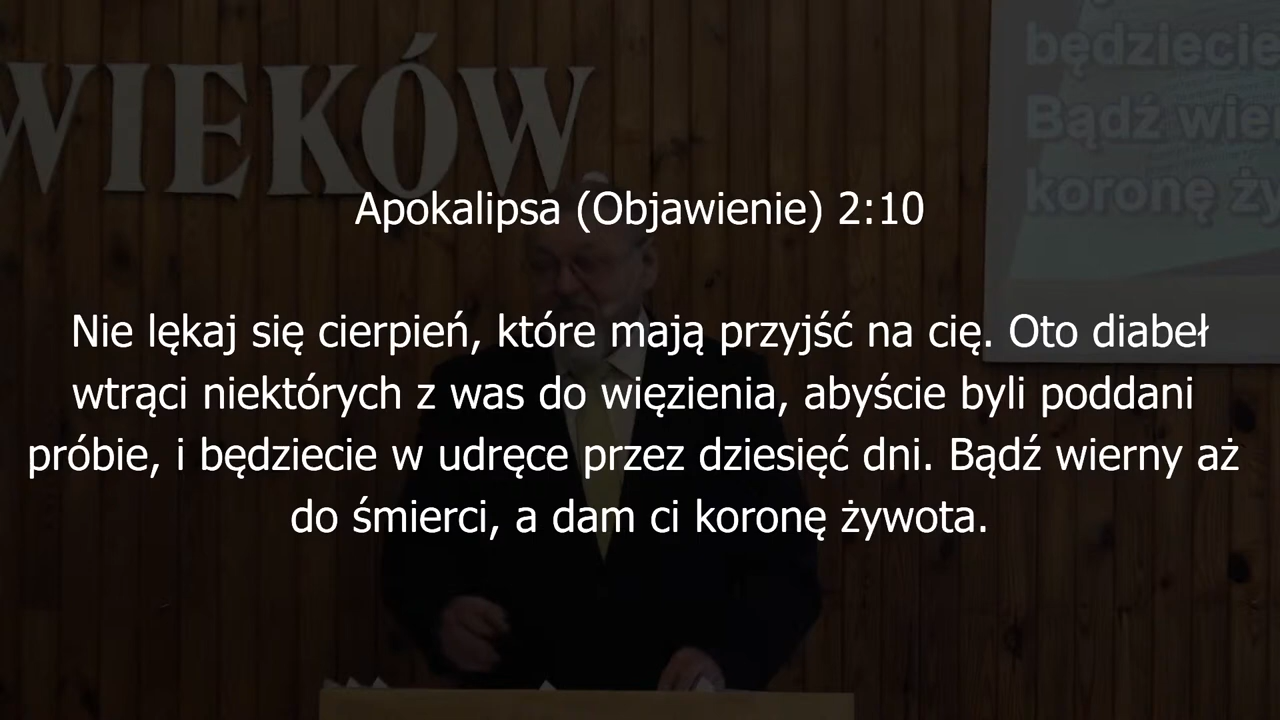 WIEKÓW
będziecie
Bądź wier
koronę ży
Apokalipsa (Objawienie) 2:10
Nie lękaj się cierpień, które mają przyjść na cię. Oto diabeł
wtrąci niektórych z was do więzienia, abyście byli poddani
próbie, i będziecie w udręce przez dziesięć dni. Bądź wierny aż
do śmierci, a dam ci koronę żywota.